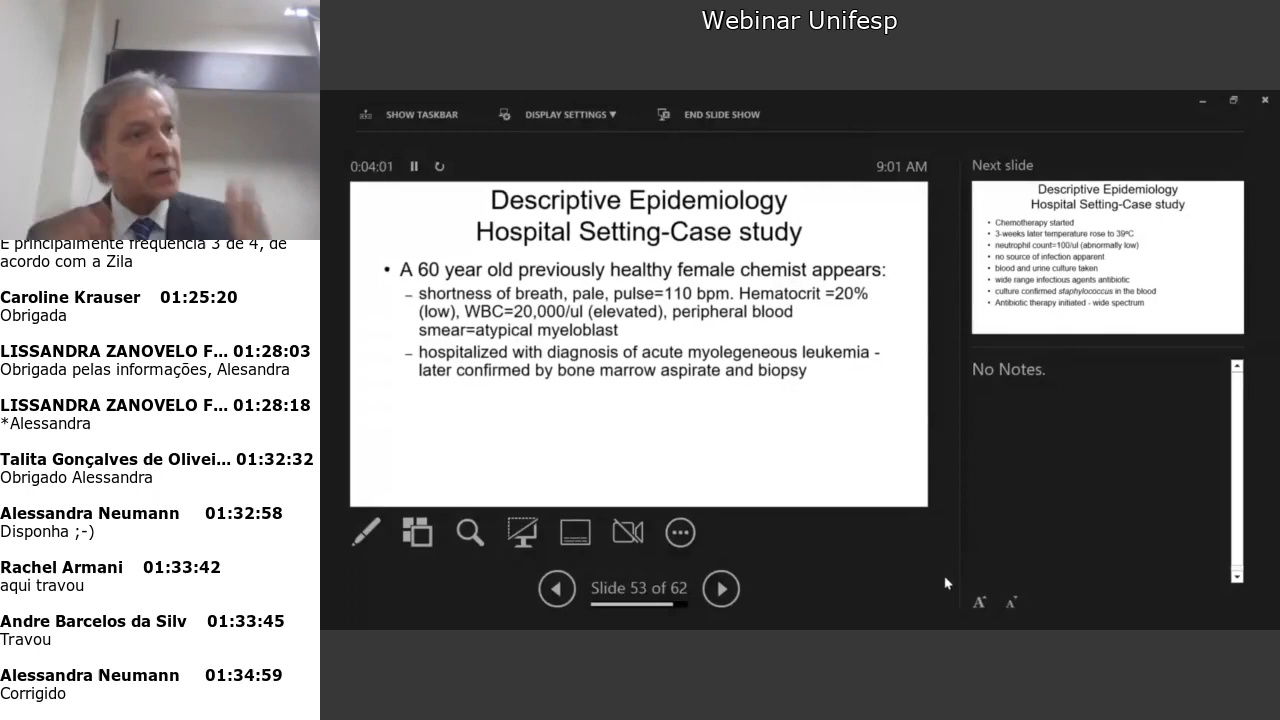 Webinar Unifesp
E principalmente frequência 3 de 4, de
acordo com a Zila
Caroline Krauser 01:25:20
Obrigada
LISSANDRA ZANOVELO F... 01:28:03
Obrigada pelas informações, Alesandra
LISSANDRA ZANOVELO F... 01:28:18
*Alessandra
Talita Gonçalves de Olivei... 01:32:32
Obrigado Alessandra
Alessandra Neumann 01:32:58
Disponha ;-)
Rachel Armani 01:33:42
aqui travou
Andre Barcelos da Silv 01:33:45
Travou
Alessandra Neumann 01:34:59
Corrigido
SHOW TASKBAR
DISPLAY SETTINGS ▼
END SLIDE SHOW
0:04:01
9:01 AM
Descriptive Epidemiology
Hospital Setting-Case study
• A 60 year old previously healthy female chemist appears:
– shortness of breath, pale, pulse=110 bpm. Hematocrit =20%
(low), WBC=20,000/ul (elevated), peripheral blood
smear=atypical myeloblast
– hospitalized with diagnosis of acute myolegeneous leukemia -
later confirmed by bone marrow aspirate and biopsy
Slide 53 of 62
Next slide
Descriptive Epidemiology
Hospital Setting-Case study
• Chemotherapy started
• 3-weeks later temperature rose to 39ºC
• neutrophil count=100/ul (abnormally low)
• no source of infection apparent
• blood and urine culture taken
• wide range infectious agents antibiotic
• culture confirmed staphylococcus in the blood
• Antibiotic therapy initiated - wide spectrum
No Notes.
A A